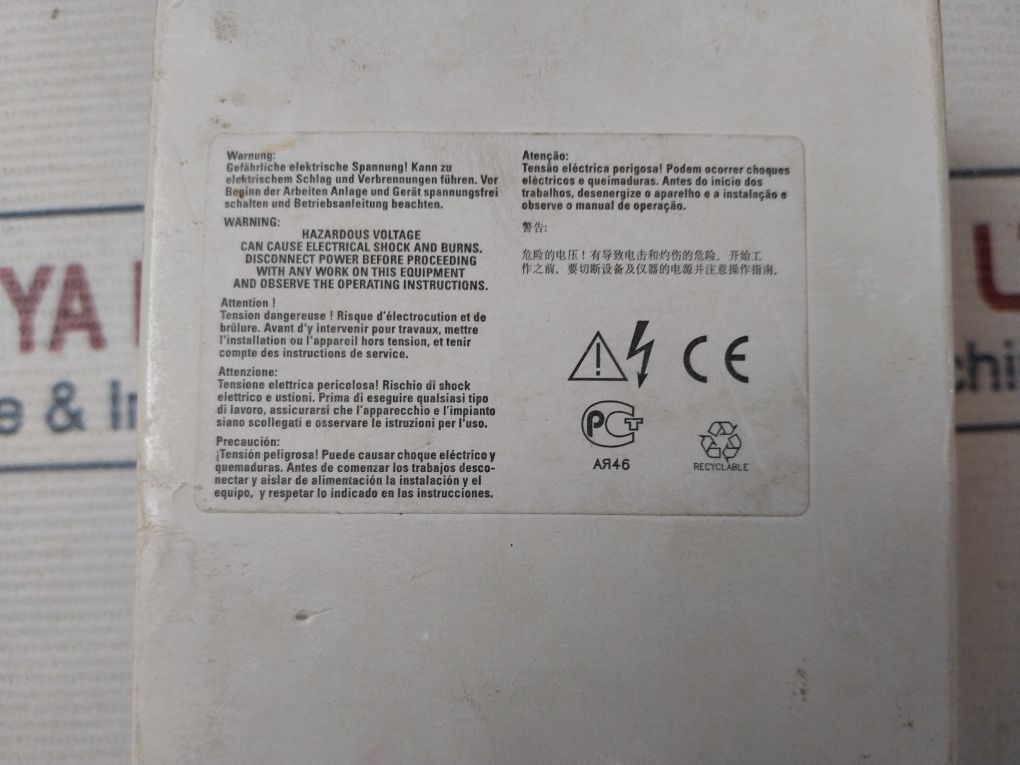 Warnung:
Gefährliche elektrische Spannung! Kann zu
elektrischem Schlag und Verbrennungen führen. Vor
Beginn der Arbeiten Anlage und Gerät spannungsfrei
schalten und Betriebsanleitung beachten.
WARNING:
HAZARDOUS VOLTAGE
CAN CAUSE ELECTRICAL SHOCK AND BURNS.
DISCONNECT POWER BEFORE PROCEEDING
WITH ANY WORK ON THIS EQUIPMENT
AND OBSERVE THE OPERATING INSTRUCTIONS.
Attention !
Tension dangereuse ! Risque d'électrocution et de
brûlure. Avant d'y intervenir pour travaux, mettre
l'installation ou l'appareil hors tension, et tenir
compte des instructions de service.
Attenzione:
Tensione elettrica pericolosa! Rischio di shock
elettrico e ustioni. Prima di eseguire qualsiasi tipo
di lavoro, assicurarsi che l'apparecchio e l'impianto
siano scollegati e osservare le istruzioni per l'uso.
Precaución:
¡Tensión peligrosa! Puede causar choque eléctrico y
quemaduras. Antes de comenzar los trabajos desco-
nectar y aislar de alimentación la instalación y el
equipo, y respetar lo indicado en las instrucciones.
Atenção:
Tensão eléctrica perigosa! Podem ocorrer choques
eléctricos e queimaduras. Antes dos início dos
trabalhos, desenergize o aparelho e a instalação e
observe o manual de operação.
警告:
危险的电压！有导致电击和灼伤的危险. 开始工
作之前, 要切断设备及仪器的电源并注意操作指南.
CE
РСТ
АЯ46
RECYCLABLE
YA
e & I
chi